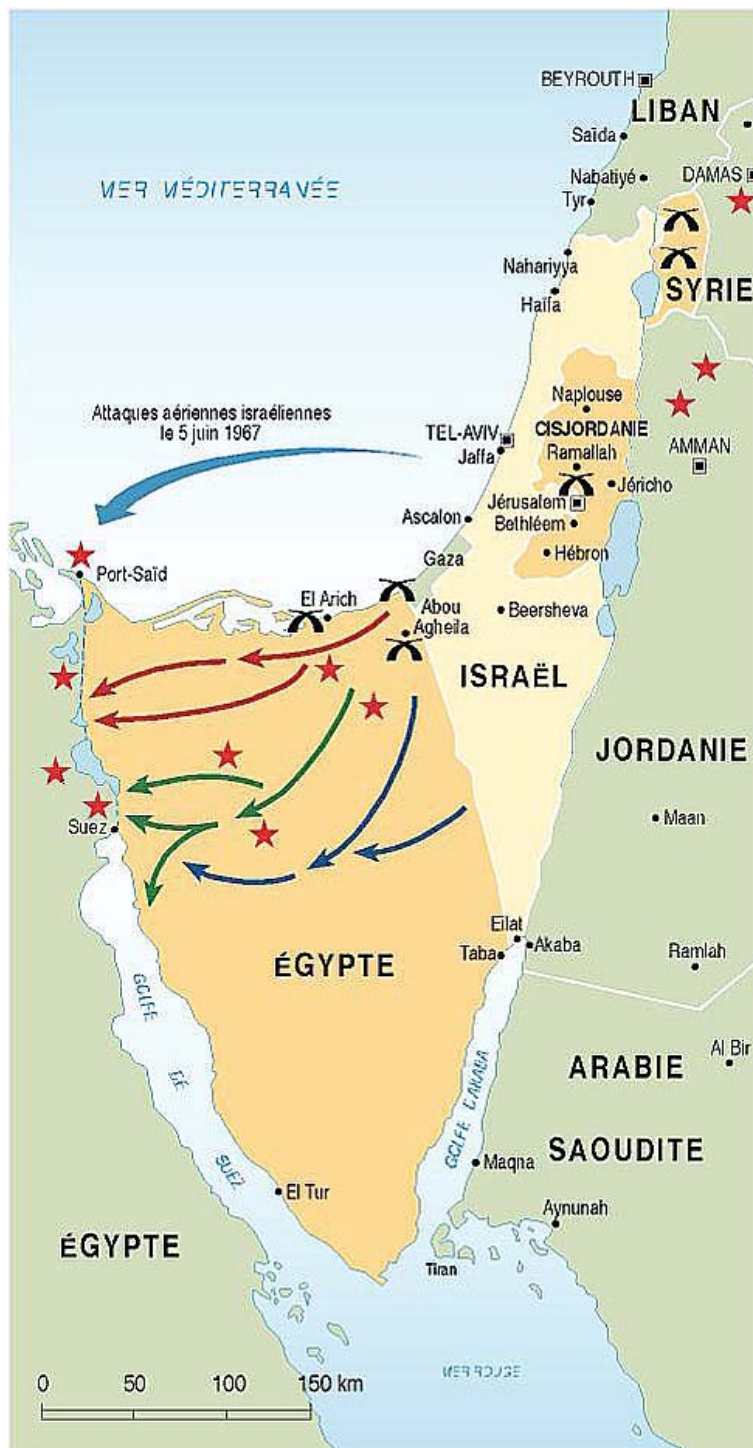 BEYROUTH
LIBAN
Saïda
Nabatiyé
DAMAS
MER MÉDITERRANÉE
Tyr
Nahariyya
SYRIE
Haïfa
Naplouse
Attaques aériennes israéliennes
le 5 juin 1967
TEL-AVIV
CISJORDANIE
Jaffa
Ramallah
AMMAN
Jérusalem
Jéricho
Ascalon
Bethléem
Gaza
Hébron
Port-Saïd
El Arich
Abou
Agheila
Beersheva
ISRAËL
JORDANIE
Suez
Maan
Eilat
Taba
Akaba
ÉGYPTE
Ramlah
GOLFE
DE
SUEZ
GOLFE D'AKABA
ARABIE
SAOUDITE
Al Bir
Maqna
El Tur
Aynunah
ÉGYPTE
Tiran
MER ROUGE
0 50 100 150 km